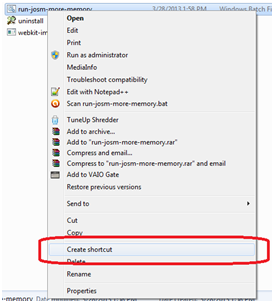 run-josm-more-memory 3/28/2013 1:58 PM Windows Batch Fi
uninstall
webkit-im
Open
Edit
Print
Run as administrator
MediaInfo
Troubleshoot compatibility
Edit with Notepad++
Scan run-josm-more-memory.bat
TuneUp Shredder
Add to archive...
Add to "run-josm-more-memory.rar"
Compress and email...
Compress to "run-josm-more-memory.rar" and email
Add to VAIO Gate
Restore previous versions
Send to
Cut
Copy
Create shortcut
Delete
Rename
Properties